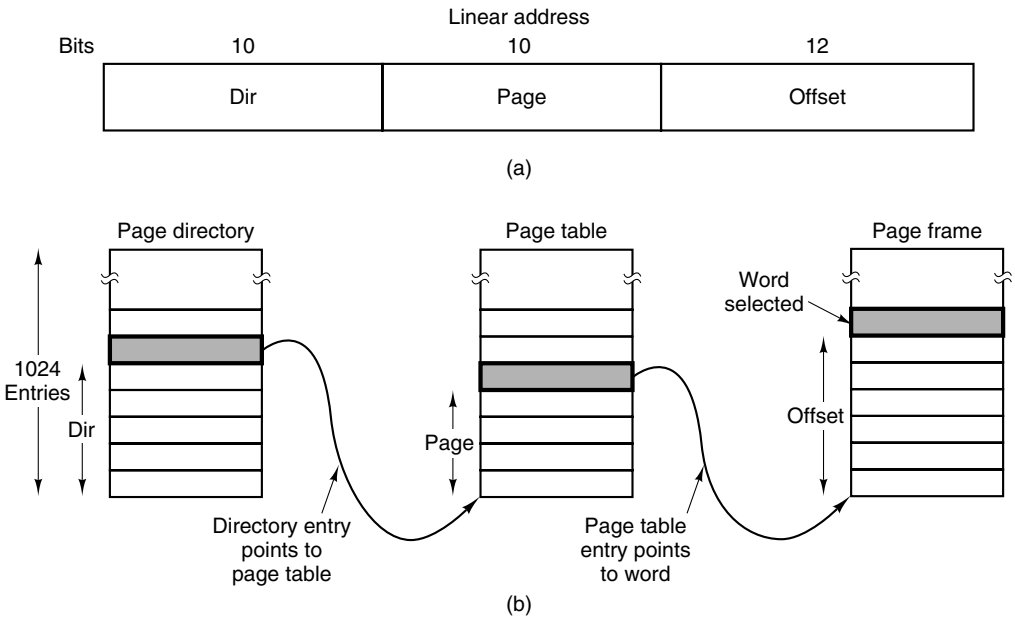 Linear address
Bits 10 10 12
Dir Page Offset
(a)
Page directory Page table Page frame
Word
selected
1024
Entries
Dir
Page
Offset
Directory entry
points to
page table
Page table
entry points
to word
(b)